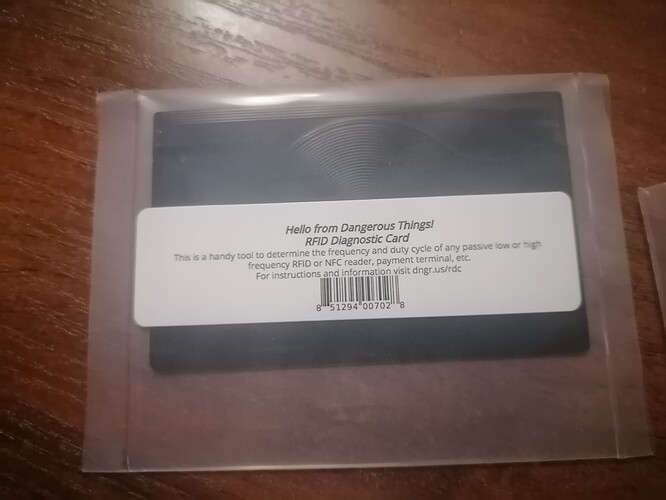 Hello from Dangerous Things!
RFID Diagnostic Card
This is a handy tool to determine the frequency and duty cycle of any passive low or high
frequency RFID or NFC reader, payment terminal, etc.
For instructions and information visit dngr.us/rdc
8 51294 00702 8